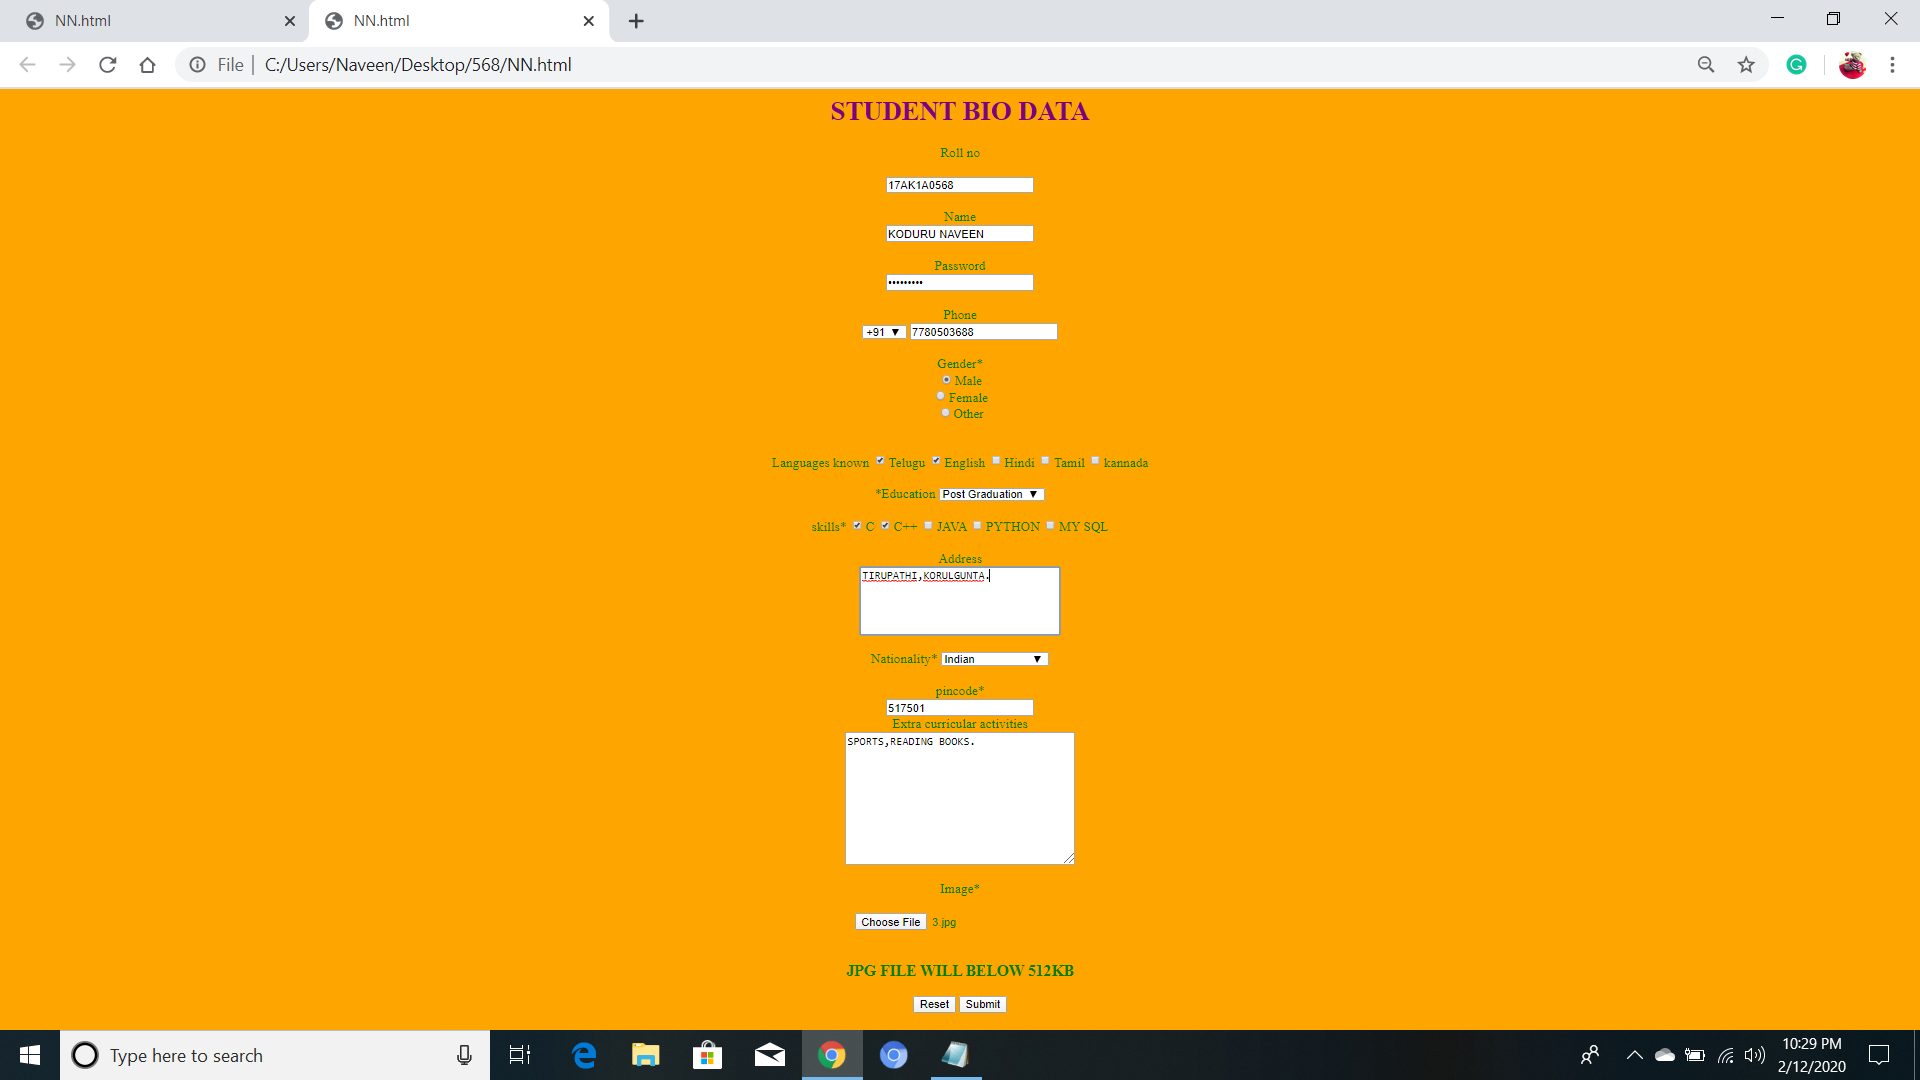 NN.html
NN.html
File | C:/Users/Naveen/Desktop/568/NN.html
STUDENT BIO DATA
Roll no
17AK1A0568
Name
KODURU NAVEEN
Password
•••••••••
Phone
+91 ▼ 7780503688
Gender*
Male
Female
Other
Languages known Telugu English Hindi Tamil kannada
*Education Post Graduation ▼
skills* C C++ JAVA PYTHON MY SQL
Address
TIRUPATHI,KORULGUNTA.
Nationality* Indian ▼
pincode*
517501
Extra curricular activities
SPORTS,READING BOOKS.
Image*
Choose File 3.jpg
JPG FILE WILL BELOW 512KB
Reset Submit
Type here to search
10:29 PM
2/12/2020